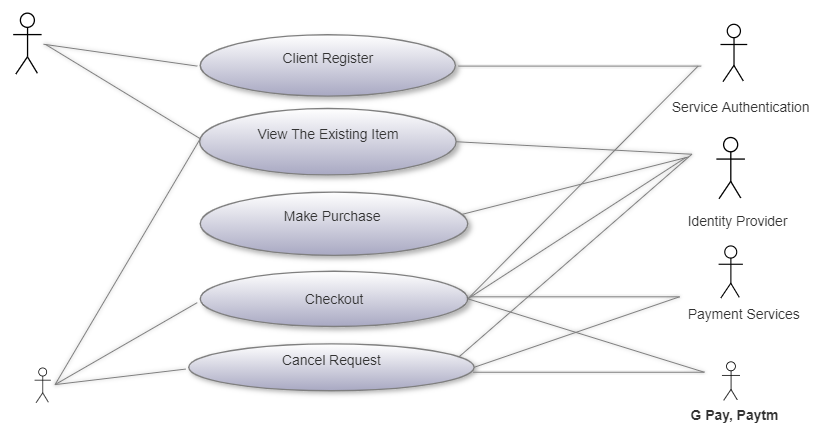 Client Register
Service Authentication
View The Existing Item
Make Purchase
Identity Provider
Checkout
Payment Services
Cancel Request
G Pay, Paytm